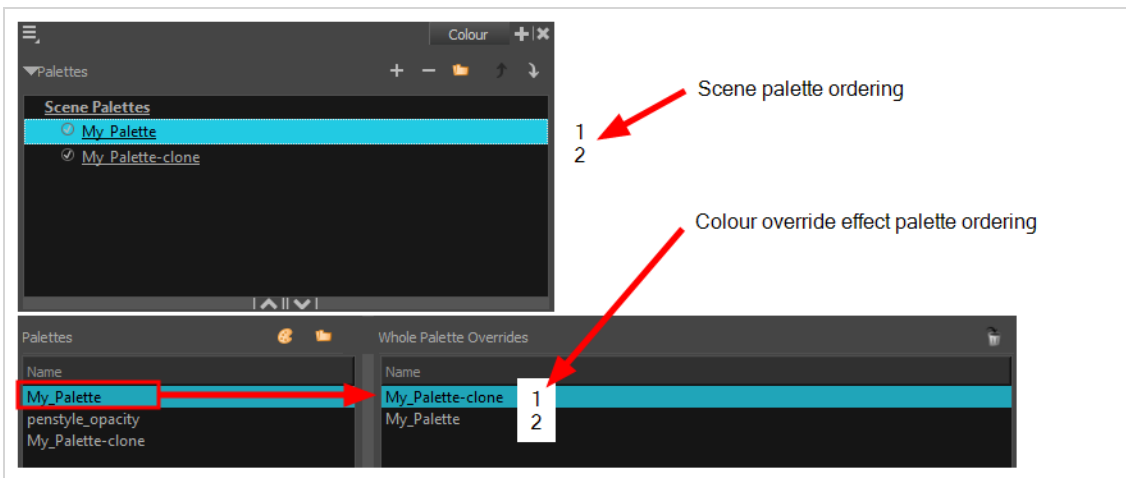 Colour
Palettes
Scene Palettes
My_Palette
My_Palette-clone
Scene palette ordering
1
2
Colour override effect palette ordering
Palettes
Whole Palette Overrides
Name
Name
My_Palette
My_Palette-clone
1
penstyle_opacity
My_Palette
2
My_Palette-clone